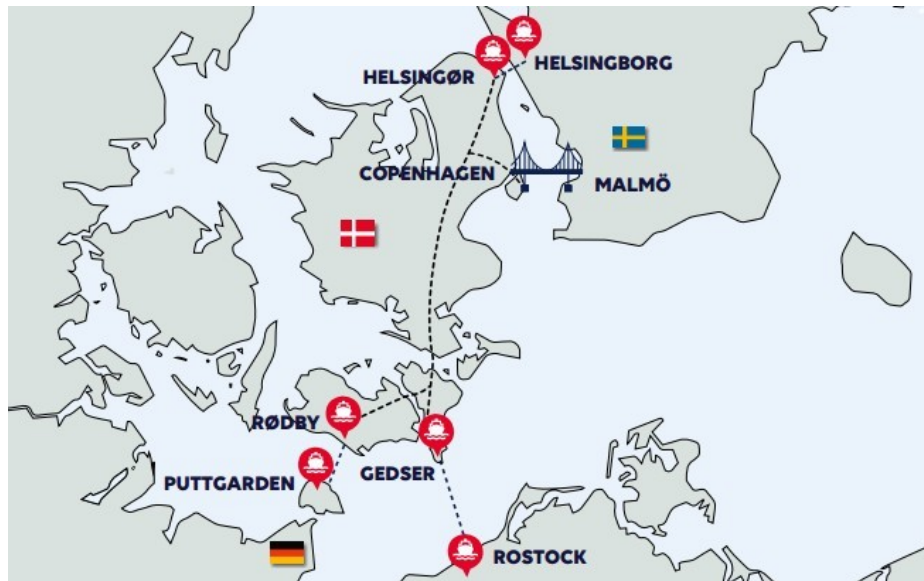 HELSINGØR
HELSINGBORG
COPENHAGEN
MALMÖ
RØDBY
GEDSER
PUTTGARDEN
ROSTOCK